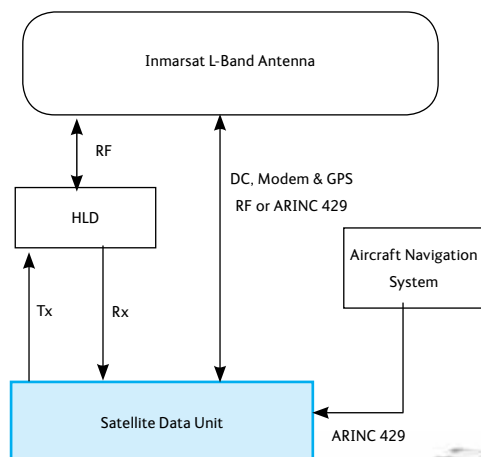 Inmarsat L-Band Antenna
RF
DC, Modem & GPS
RF or ARINC 429
HLD
Aircraft Navigation
System
Tx
Rx
Satellite Data Unit
ARINC 429